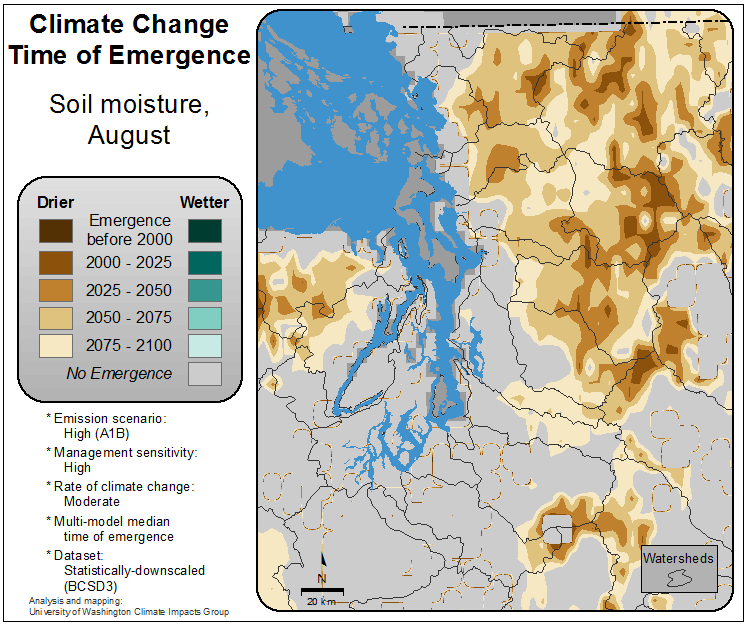 Climate Change
Time of Emergence
Soil moisture,
August
Drier Wetter
Emergence
before 2000
2000 - 2025
2025 - 2050
2050 - 2075
2075 - 2100
No Emergence
* Emission scenario:
High (A1B)
* Management sensitivity:
High
* Rate of climate change:
Moderate
* Multi-model median
time of emergence
* Dataset:
Statistically-downscaled
(BCSD3)
Analysis and mapping:
University of Washington Climate Impacts Group
N
20 km
Watersheds